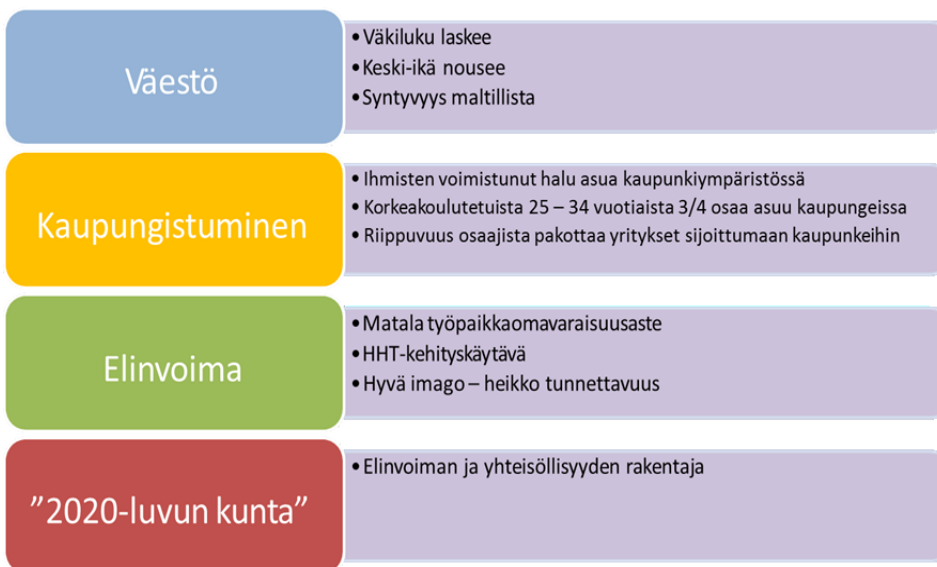 Väestö
• Väkiluku laskee
• Keski-ikä nousee
• Syntyvyys maltillista
Kaupungistuminen
• Ihmisten voimistunut halu asua kaupunkiympäristössä
• Korkeakoulutetuista 25 – 34 vuotiaista 3/4 osaa asuu kaupungeissa
• Riippuvuus osaajista pakottaa yritykset sijoittumaan kaupunkeihin
Elinvoima
• Matala työpaikkaomavaraisuusaste
• HHT-kehityskäytävä
• Hyvä imago – heikko tunnettavuus
”2020-luvun kunta”
• Elinvoiman ja yhteisöllisyyden rakentaja